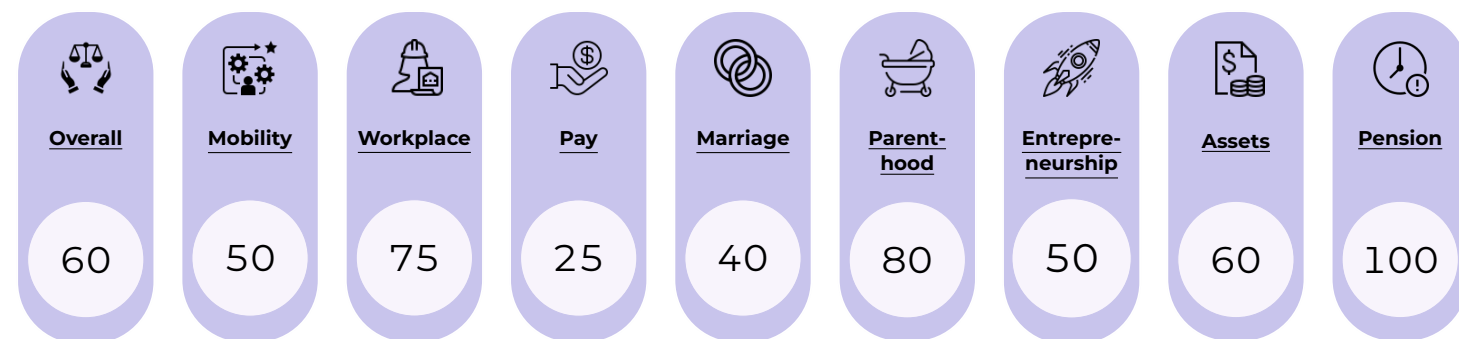 Overall
60
Mobility
50
Workplace
75
Pay
25
Marriage
40
Parent-
hood
80
Entrepre-
neurship
50
Assets
60
Pension
100